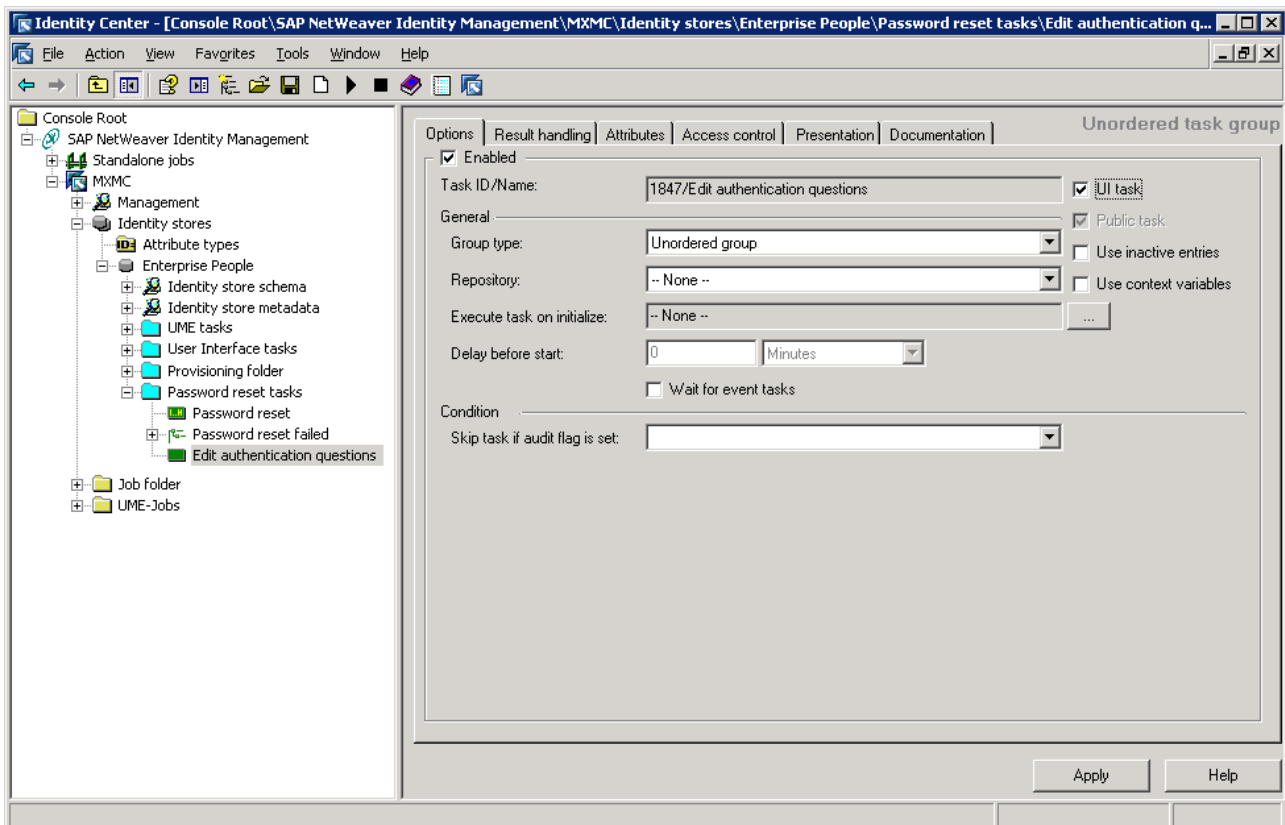 Identity Center - [Console Root\SAP NetWeaver Identity Management\MXMC\Identity stores\Enterprise People\Password reset tasks\Edit authentication q...
File Action View Favorites Tools Window Help
Console Root
SAP NetWeaver Identity Management
Standalone jobs
MXMC
Management
Identity stores
Attribute types
Enterprise People
Identity store schema
Identity store metadata
UME tasks
User Interface tasks
Provisioning folder
Password reset tasks
Password reset
Password reset failed
Edit authentication questions
Job folder
UME-Jobs
Unordered task group
Options Result handling Attributes Access control Presentation Documentation
Enabled
Task ID/Name: 1847/Edit authentication questions UI task
General Public task
Group type: Unordered group Use inactive entries
Repository: -- None -- Use context variables
Execute task on initialize: -- None -- ...
Delay before start: 0 Minutes
Wait for event tasks
Condition
Skip task if audit flag is set:
Apply Help